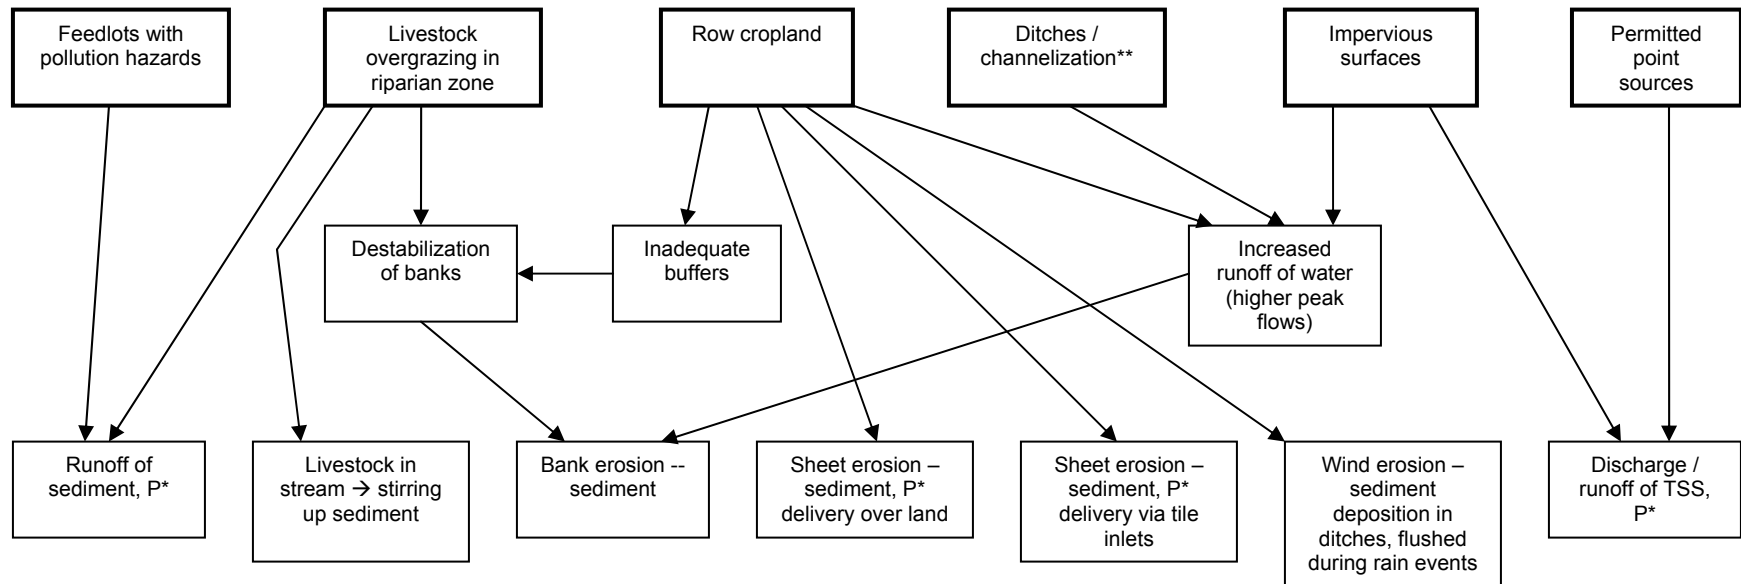 Feedlots with
pollution hazards
Livestock
overgrazing in
riparian zone
Row cropland
Ditches /
channelization**
Impervious
surfaces
Permitted
point
sources
Destabilization
of banks
Inadequate
buffers
Increased
runoff of water
(higher peak
flows)
Runoff of
sediment, P*
Livestock in
stream → stirring
up sediment
Bank erosion --
sediment
Sheet erosion –
sediment, P*
delivery over land
Sheet erosion –
sediment, P*
delivery via tile
inlets
Wind erosion –
sediment
deposition in
ditches, flushed
during rain events
Discharge /
runoff of TSS,
P*